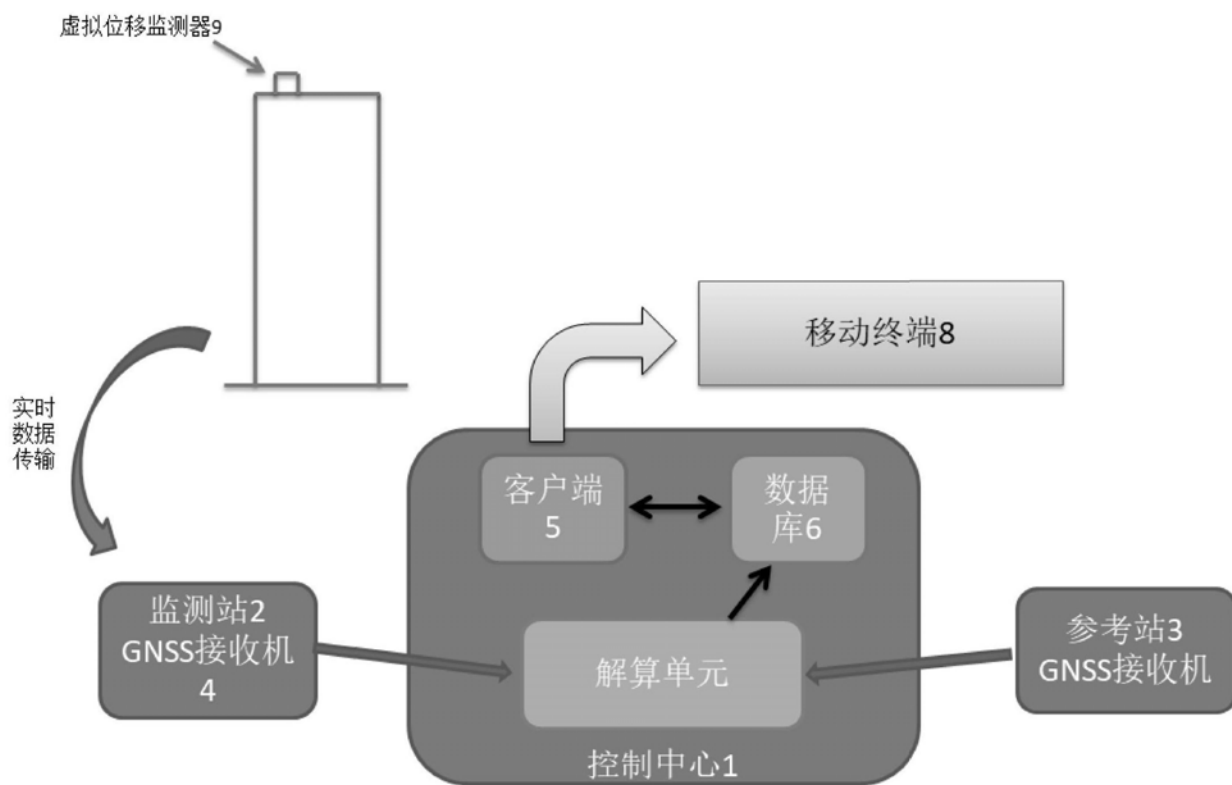 虚拟位移监测器9
移动终端8
实时
数据
传输
客户端
5
数据
库6
监测站2
GNSS接收机
4
解算单元
参考站3
GNSS接收机
控制中心1